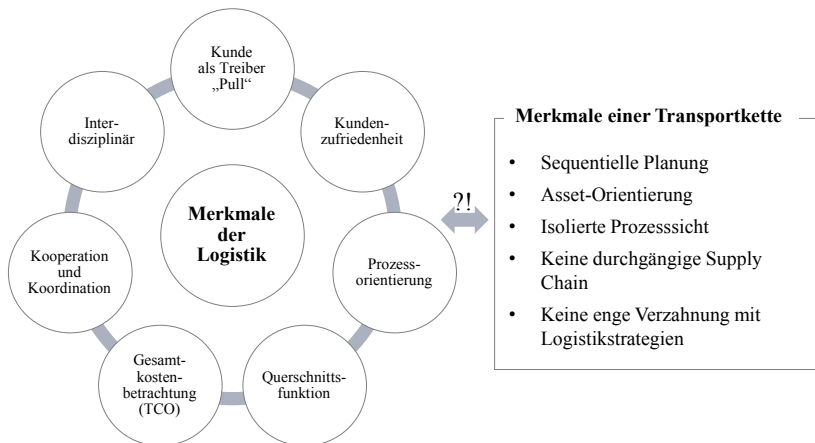 Kunde
als Treiber
„Pull“
Kunden-
zufriedenheit
Prozess-
orientierung
Querschnitts-
funktion
Gesamt-
kosten-
betrachtung
(TCO)
Kooperation
und
Koordination
Inter-
disziplinär
Merkmale
der
Logistik
?!
Merkmale einer Transportkette
• Sequentielle Planung
• Asset-Orientierung
• Isolierte Prozesssicht
• Keine durchgängige Supply
Chain
• Keine enge Verzahnung mit
Logistikstrategien